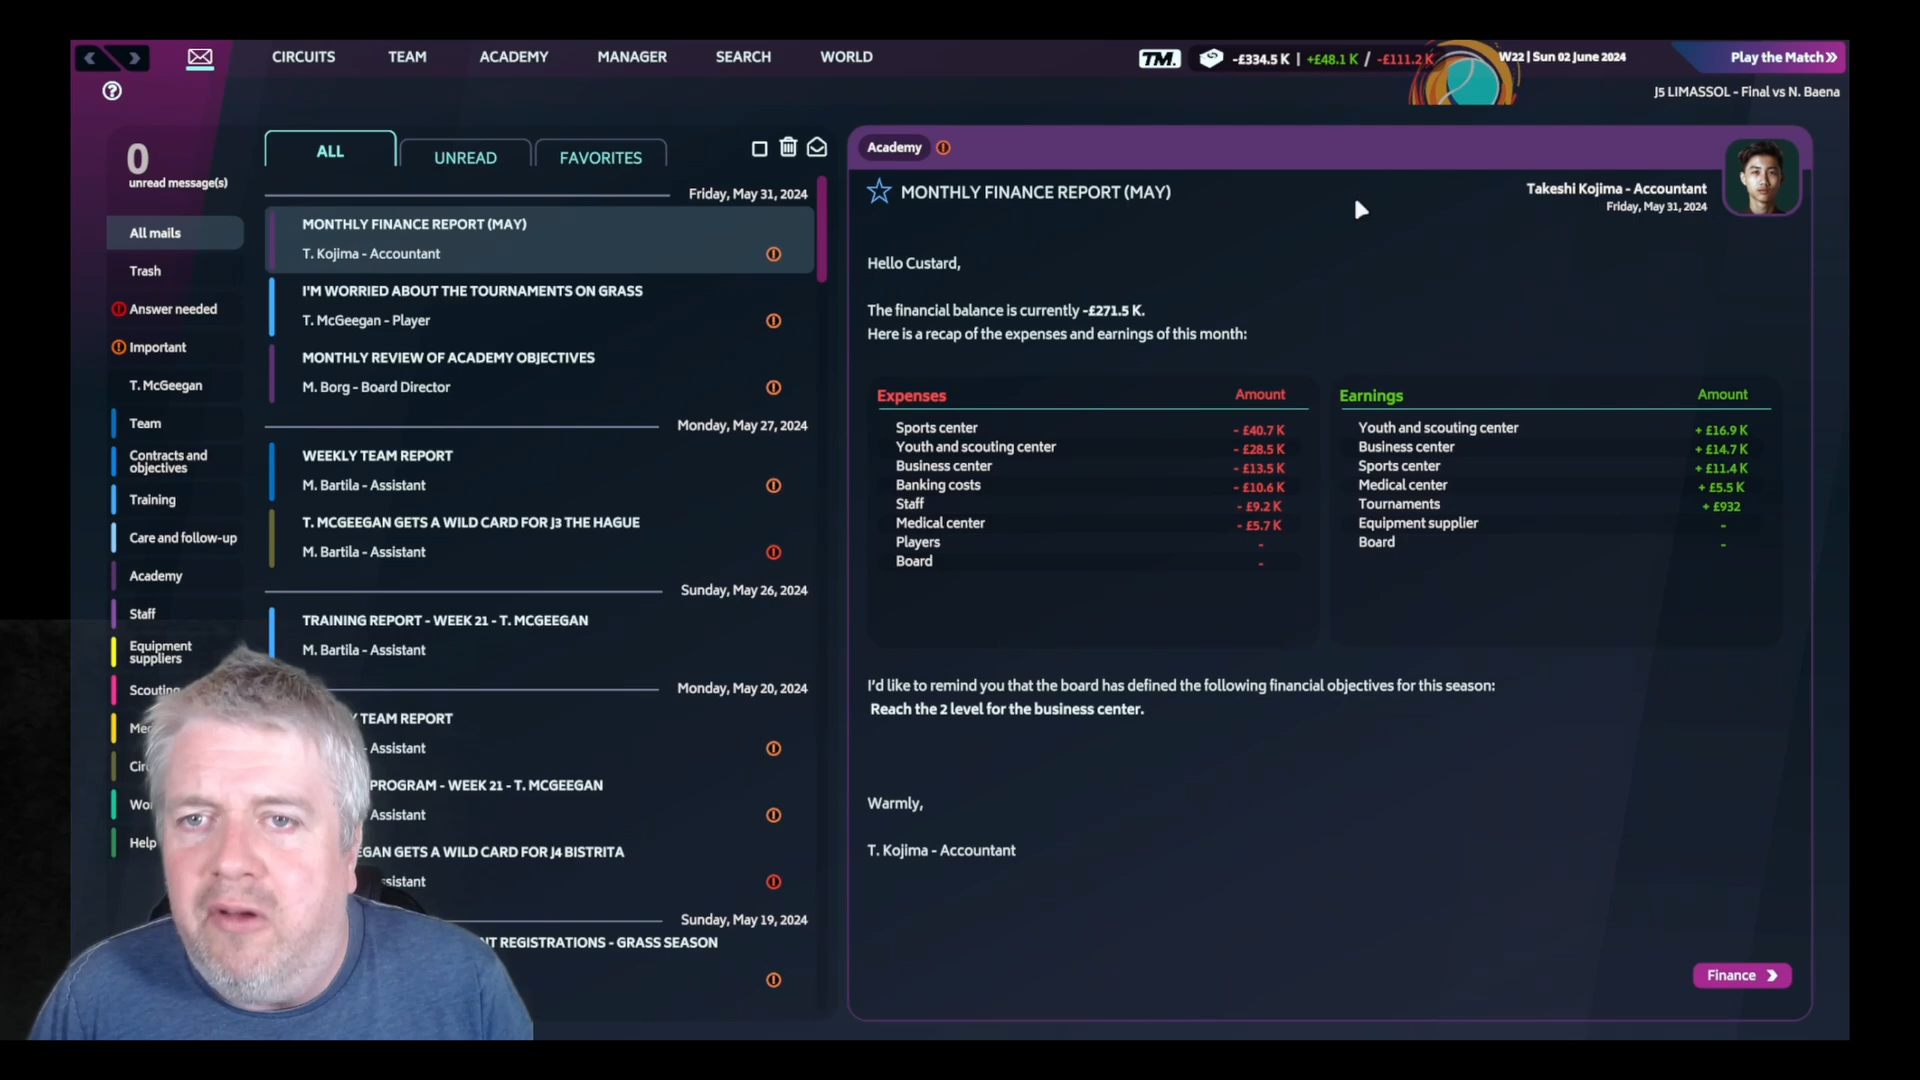 CIRCUITS
TEAM
ACADEMY
MANAGER
SEARCH
WORLD
TM.
-£334.5 K | +£48.1 K / -£111.2 K
W22 | Sun 02 June 2024
Play the Match
J5 LIMASSOL - Final vs N. Baena
0
unread message(s)
All mails
Trash
Answer needed
Important
T. McGeegan
Team
Contracts and
objectives
Training
Care and follow-up
Academy
Staff
Equipment
suppliers
Help
ALL
UNREAD
FAVORITES
Friday, May 31, 2024
MONTHLY FINANCE REPORT (MAY)
T. Kojima - Accountant
I'M WORRIED ABOUT THE TOURNAMENTS ON GRASS
T. McGeegan - Player
MONTHLY REVIEW OF ACADEMY OBJECTIVES
M. Borg - Board Director
Monday, May 27, 2024
WEEKLY TEAM REPORT
M. Bartila - Assistant
T. MCGEEGAN GETS A WILD CARD FOR J3 THE HAGUE
M. Bartila - Assistant
Sunday, May 26, 2024
TRAINING REPORT - WEEK 21 - T. MCGEEGAN
M. Bartila - Assistant
Monday, May 20, 2024
TEAM REPORT
- Assistant
PROGRAM - WEEK 21 - T. MCGEEGAN
Assistant
GETS A WILD CARD FOR J4 BISTRITA
Sunday, May 19, 2024
REGISTRATIONS - GRASS SEASON
Academy
MONTHLY FINANCE REPORT (MAY)
Takeshi Kojima - Accountant
Friday, May 31, 2024
Hello Custard,
The financial balance is currently -£271.5 K.
Here is a recap of the expenses and earnings of this month:
Expenses Amount
Sports center - £40.7 K
Youth and scouting center - £28.5 K
Business center - £13.5 K
Banking costs - £10.6 K
Staff - £9.2 K
Medical center - £5.7 K
Players -
Board -
Earnings Amount
Youth and scouting center + £16.9 K
Business center + £14.7 K
Sports center + £11.4 K
Medical center + £5.5 K
Tournaments + £932
Equipment supplier -
Board -
I'd like to remind you that the board has defined the following financial objectives for this season:
Reach the 2 level for the business center.
Warmly,
T. Kojima - Accountant
Finance